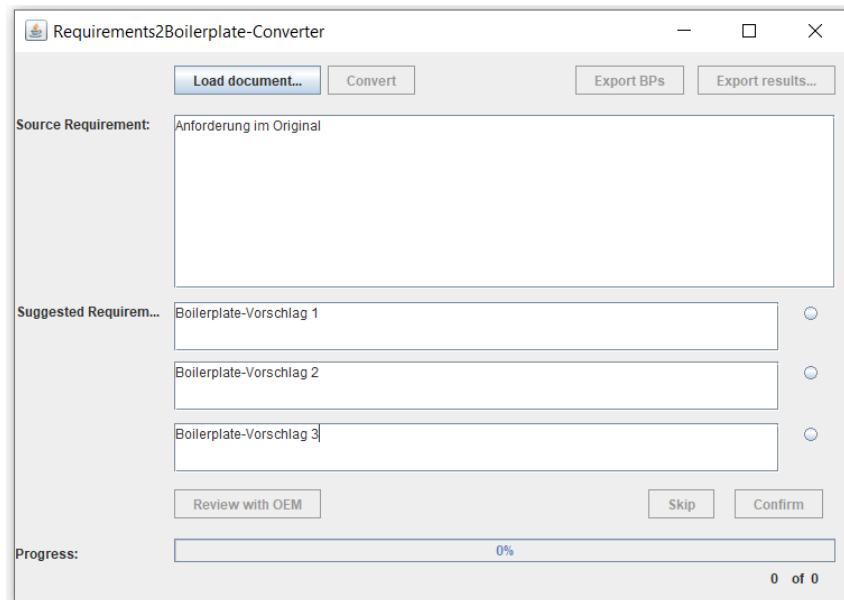 Requirements2Boilerplate-Converter
Load document... Convert Export BPs Export results...
Source Requirement: Anforderung im Original
Suggested Requirem... Boilerplate-Vorschlag 1
Boilerplate-Vorschlag 2
Boilerplate-Vorschlag 3
Review with OEM Skip Confirm
Progress: 0%
0 of 0